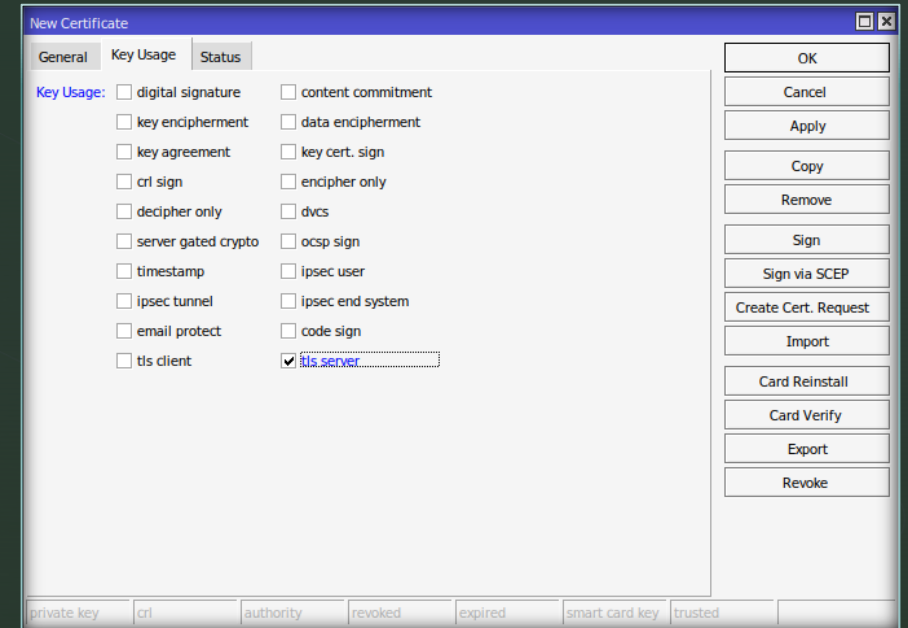 New Certificate
General Key Usage Status
Key Usage: digital signature content commitment
key encipherment data encipherment
key agreement key cert. sign
crl sign encipher only
decipher only dvcs
server gated crypto ocsp sign
timestamp ipsec user
ipsec tunnel ipsec end system
email protect code sign
tls client tls server
OK
Cancel
Apply
Copy
Remove
Sign
Sign via SCEP
Create Cert. Request
Import
Card Reinstall
Card Verify
Export
Revoke
private key crl authority revoked expired smart card key trusted